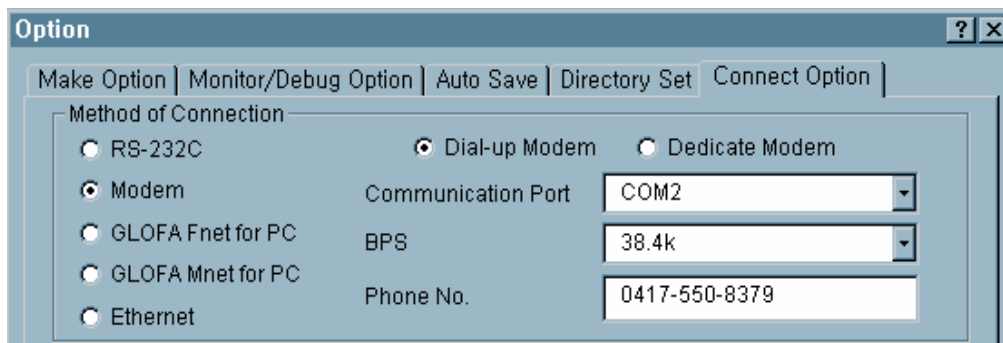 Option
Make Option Monitor/Debug Option Auto Save Directory Set Connect Option
Method of Connection
RS-232C Dial-up Modem Dedicate Modem
Modem Communication Port COM2
GLOFA Fnet for PC BPS 38.4k
GLOFA Mnet for PC
Phone No. 0417-550-8379
Ethernet